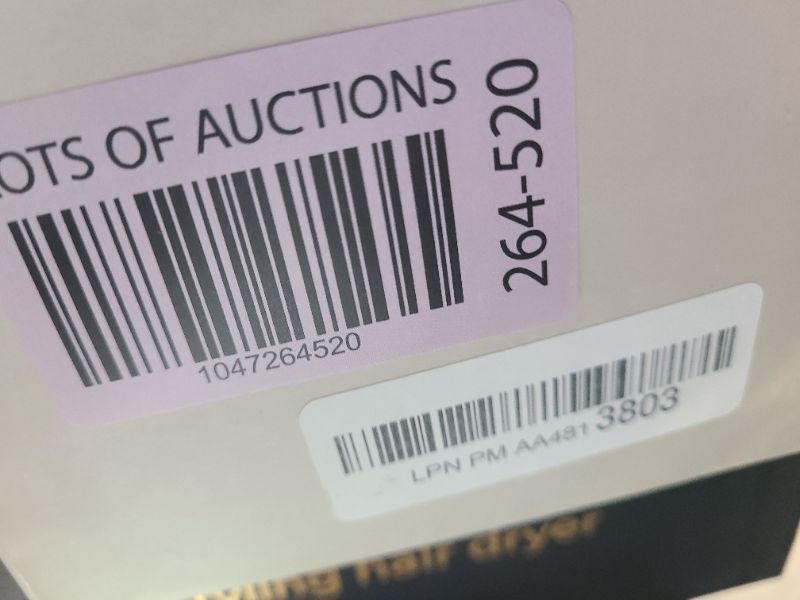 OTS OF AUCTIONS
264-520
1047264520
LPN PM AA481 3803
hair dryer